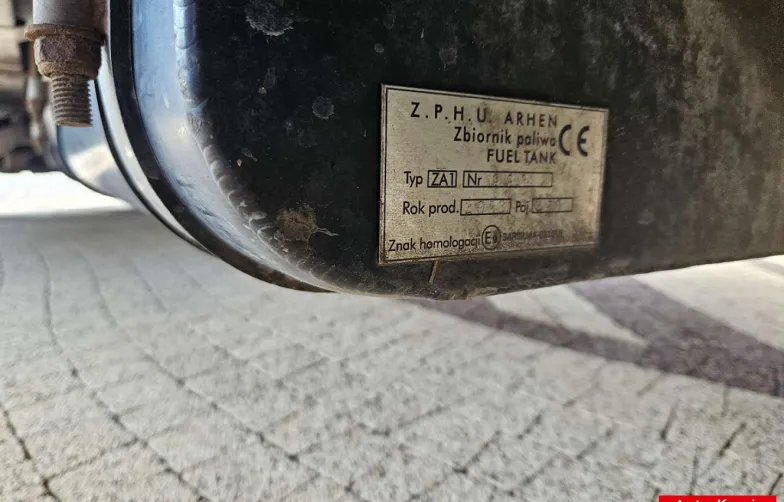 Z.P.H.U. ARHEN
Zbiornik paliwa CE
FUEL TANK
Typ ZA1 Nr
Rok prod. Poj.
Znak homologacji